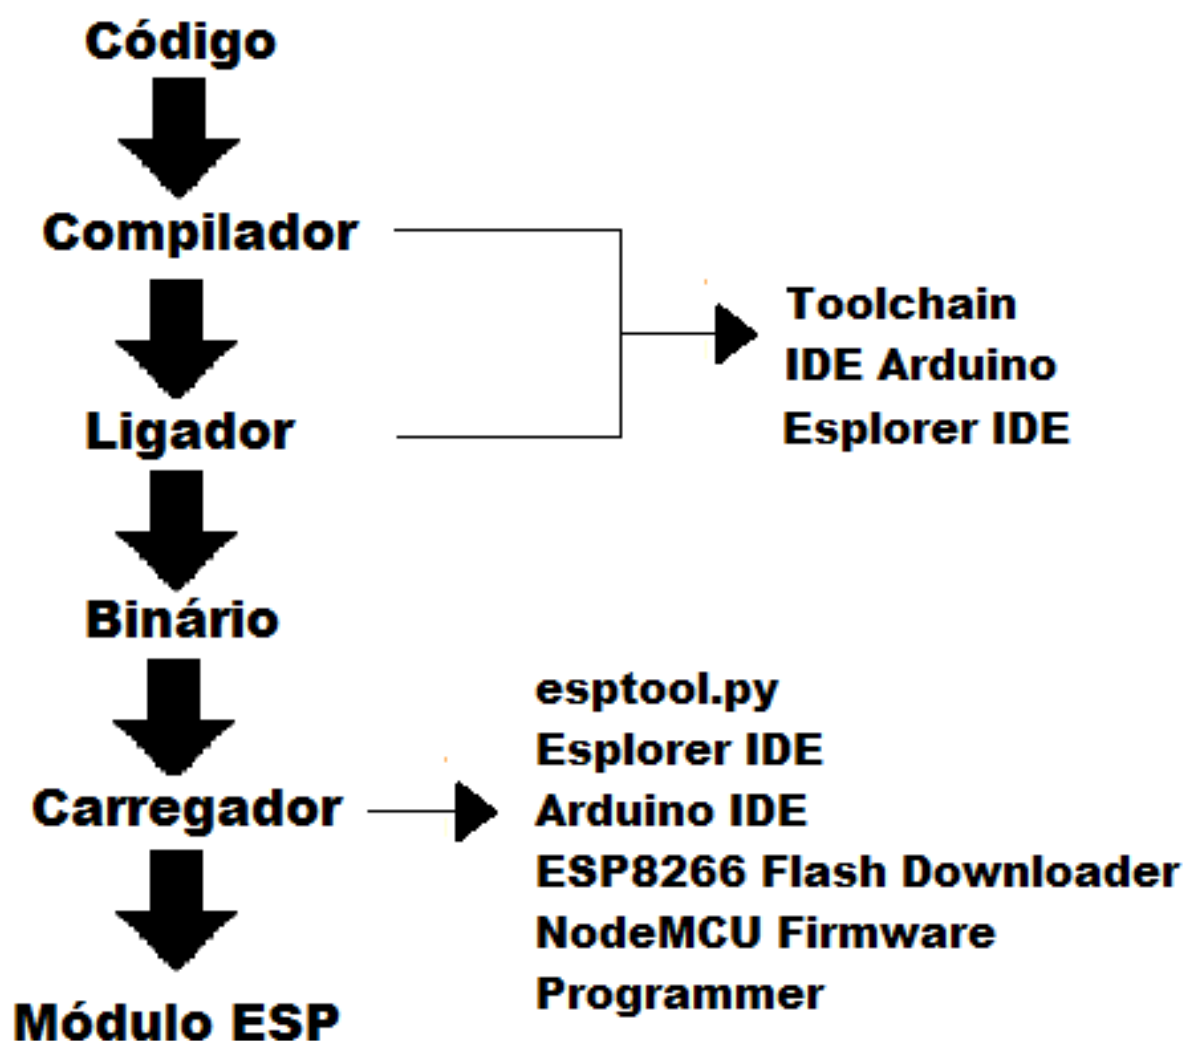 Código
Compilador
Toolchain
IDE Arduino
Esplorer IDE
Ligador
Binário
Carregador
esptool.py
Esplorer IDE
Arduino IDE
ESP8266 Flash Downloader
NodeMCU Firmware
Programmer
Módulo ESP